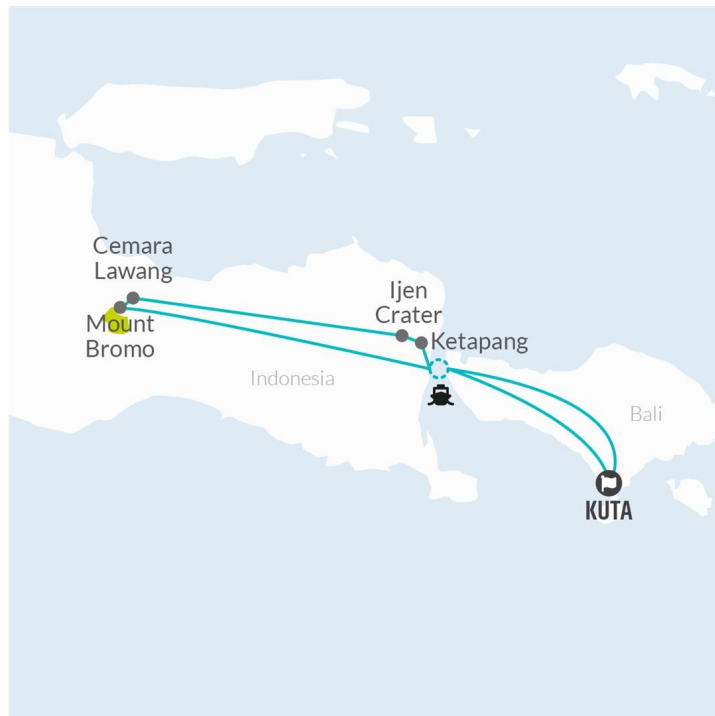 Cemara
Lawang
Mount
Bromo
Ijen
Crater
Ketapang
Indonesia
Bali
KUTA